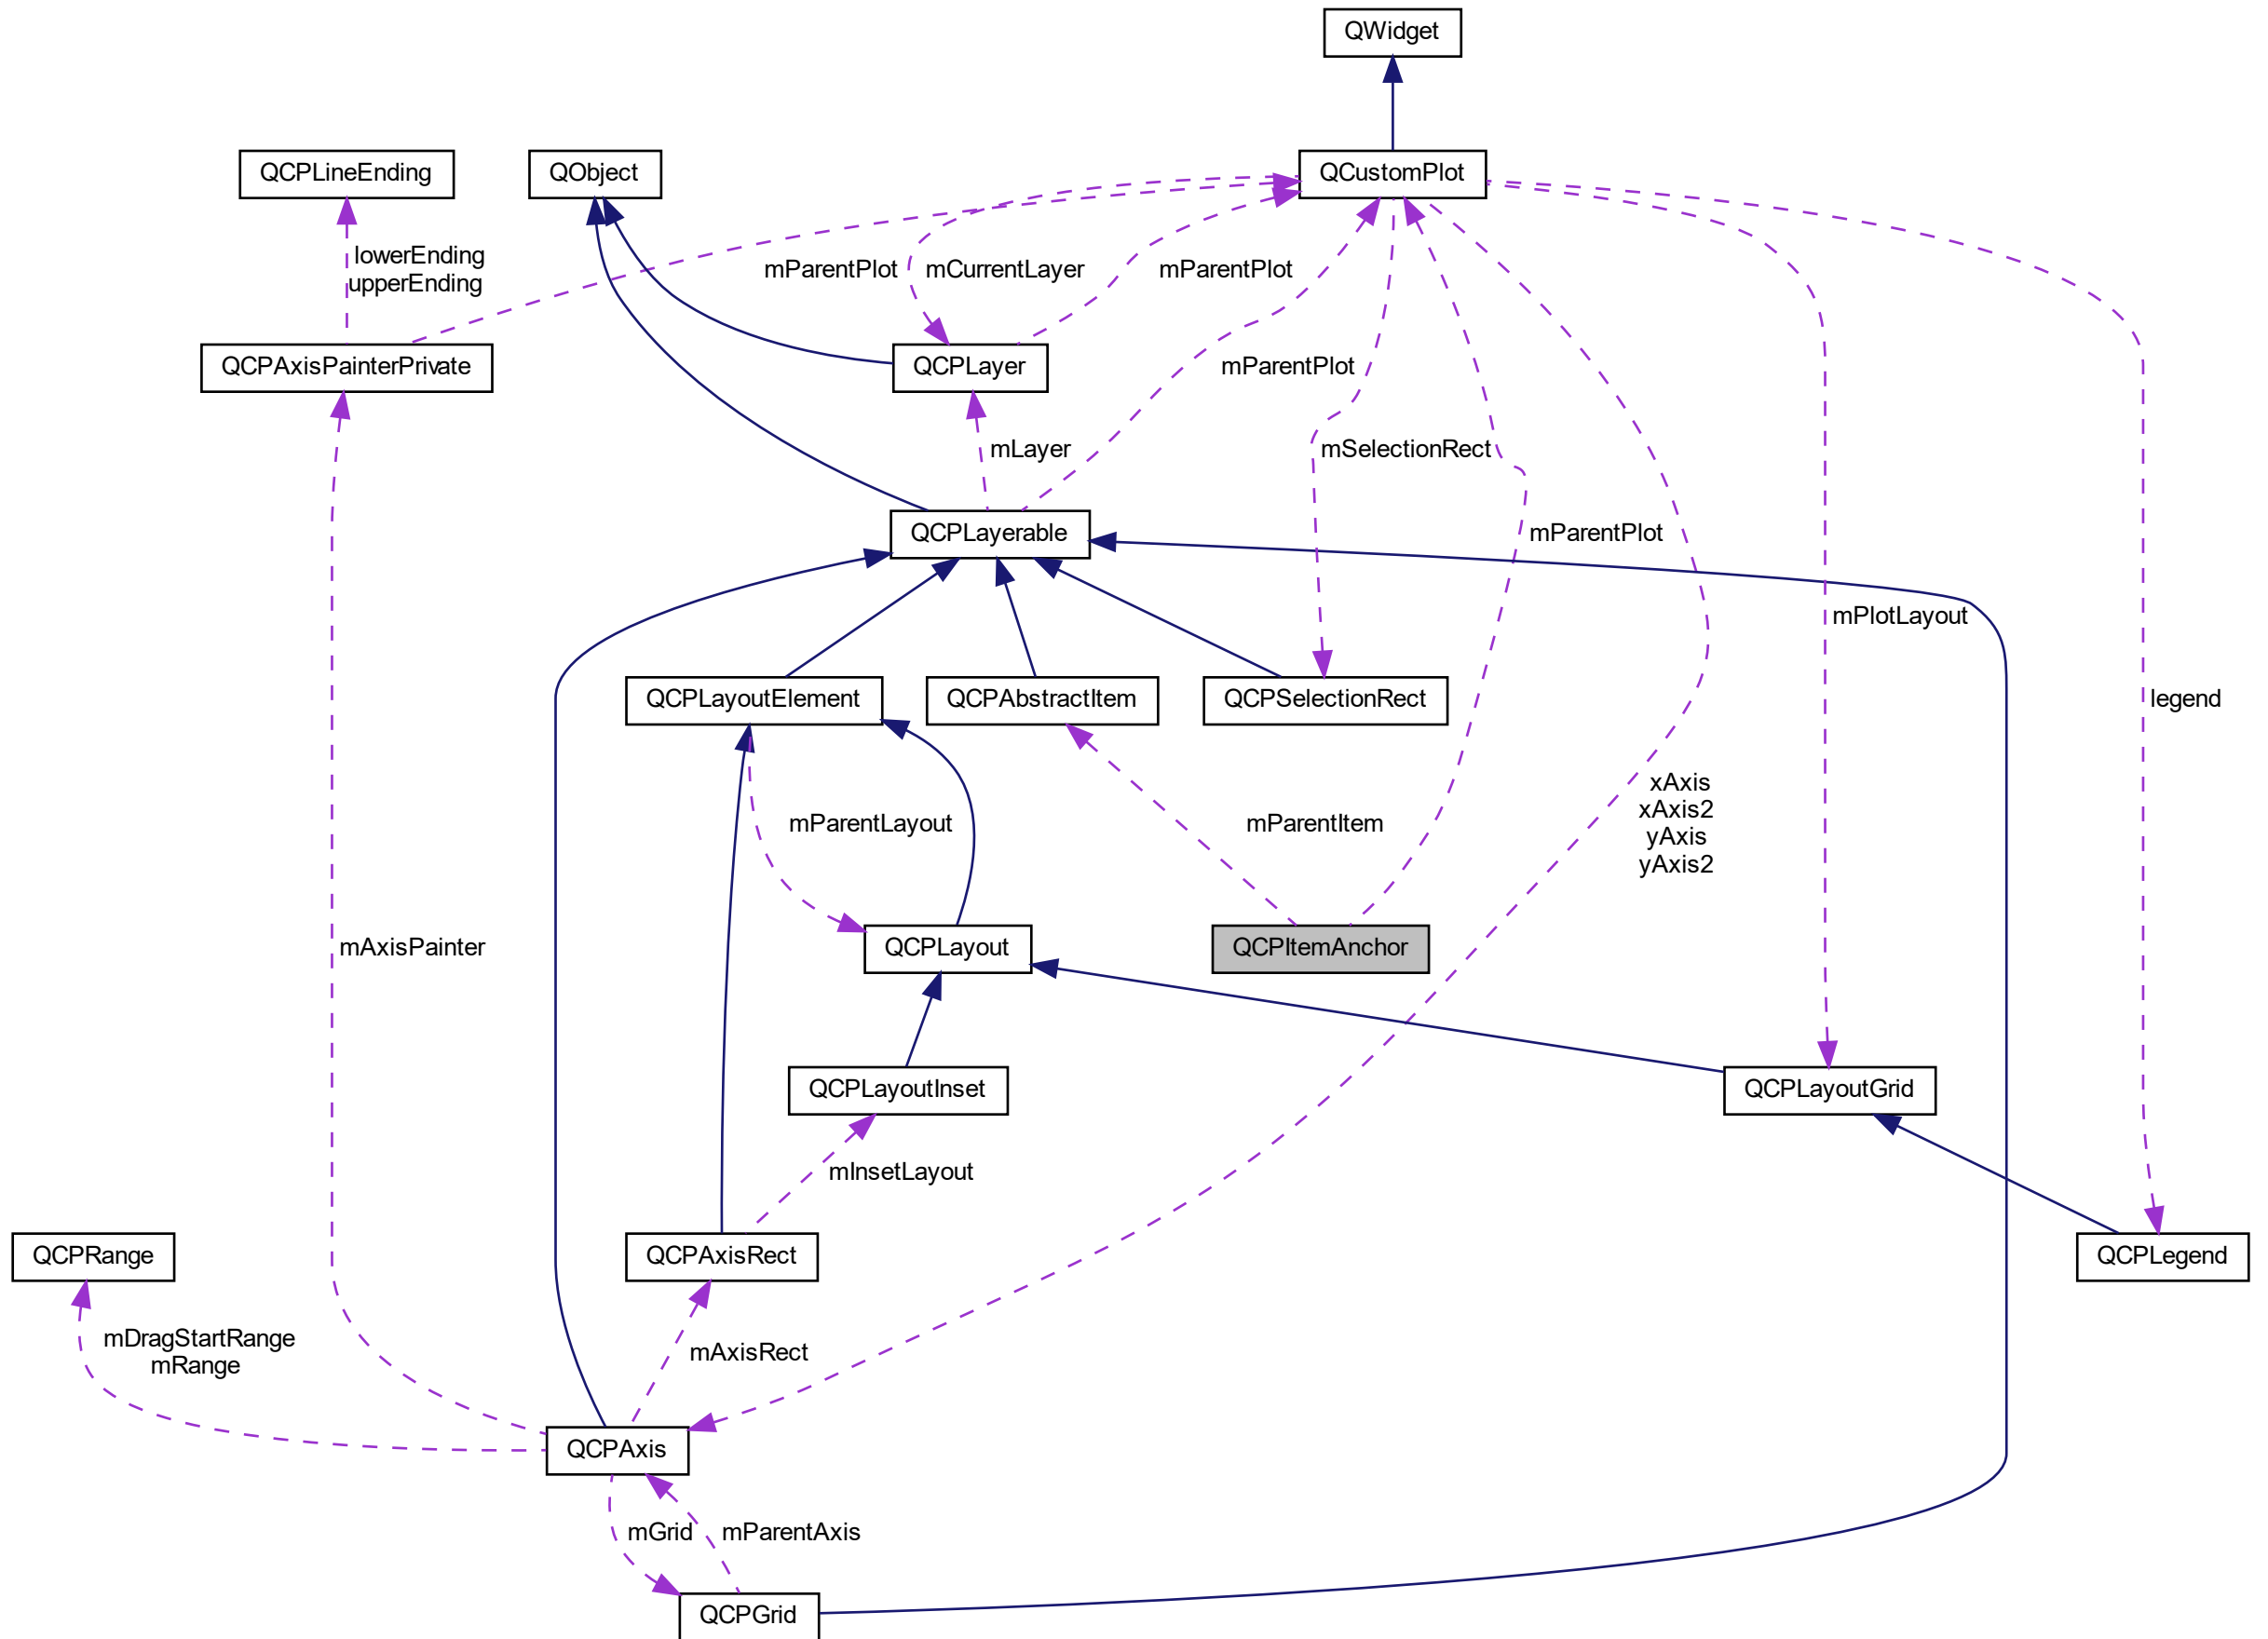 QWidget
QCPLineEnding
QObject
QCustomPlot
lowerEnding
upperEnding
mParentPlot
mCurrentLayer
mParentPlot
QCPAxisPainterPrivate
QCPLayer
mParentPlot
mLayer
mSelectionRect
QCPLayerable
mParentPlot
mPlotLayout
QCPLayoutElement
QCPAbstractItem
QCPSelectionRect
legend
mParentLayout
mParentItem
xAxis
xAxis2
yAxis
yAxis2
mAxisPainter
QCPLayout
QCPItemAnchor
QCPLayoutInset
QCPLayoutGrid
mInsetLayout
QCPRange
QCPAxisRect
QCPLegend
mDragStartRange
mRange
mAxisRect
QCPAxis
mGrid
mParentAxis
QCPGrid